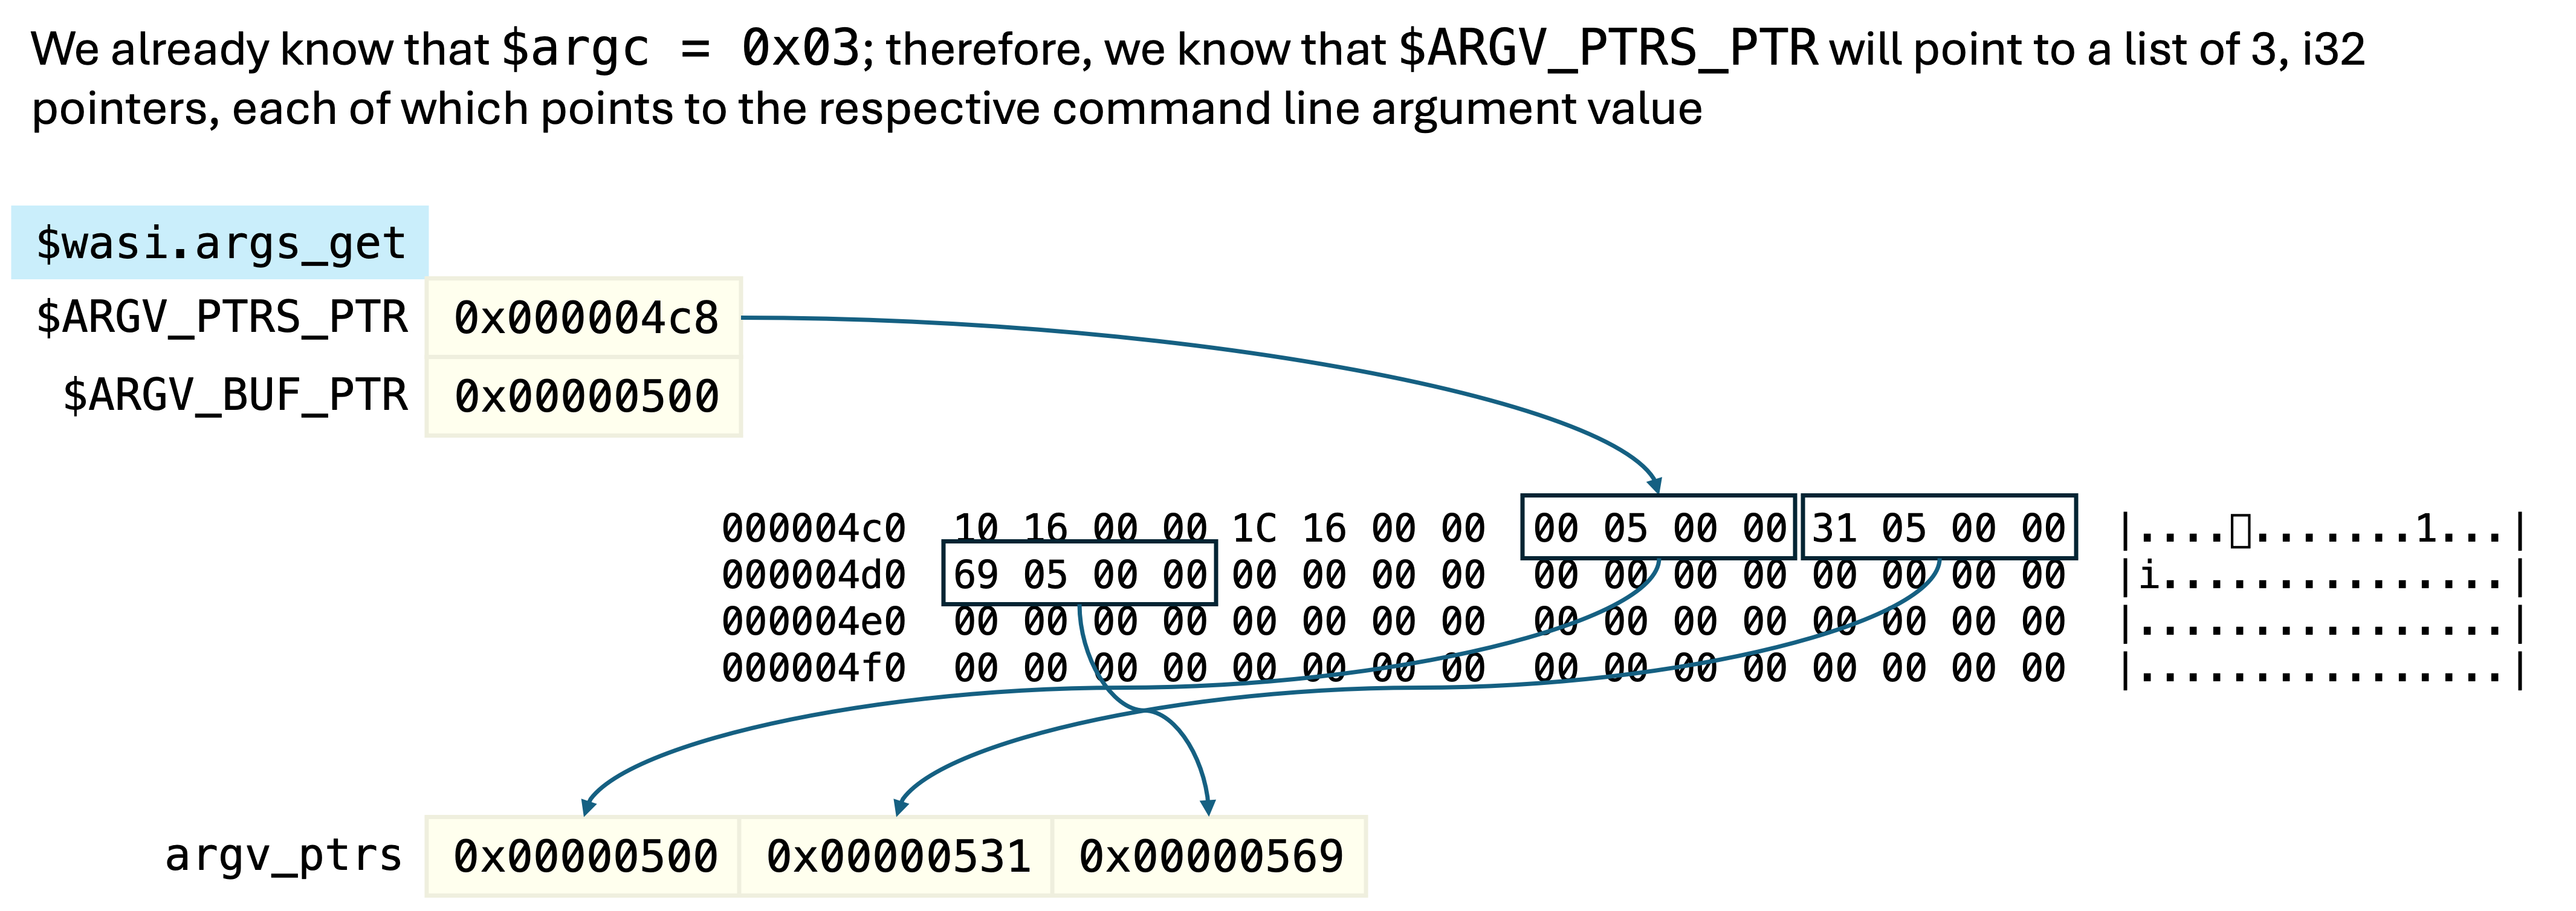 We already know that $argc = 0x03; therefore, we know that $ARGV_PTRS_PTR will point to a list of 3, i32
pointers, each of which points to the respective command line argument value
$wasi.args_get
$ARGV_PTRS_PTR 0x000004c8
$ARGV_BUF_PTR 0x00000500
000004c0  10 16 00 00 1C 16 00 00  00 05 00 00 31 05 00 00  |....▯.......1...|
000004d0  69 05 00 00 00 00 00 00  00 00 00 00 00 00 00 00  |i...............|
000004e0  00 00 00 00 00 00 00 00  00 00 00 00 00 00 00 00  |................|
000004f0  00 00 00 00 00 00 00 00  00 00 00 00 00 00 00 00  |................|
argv_ptrs 0x00000500 0x00000531 0x00000569